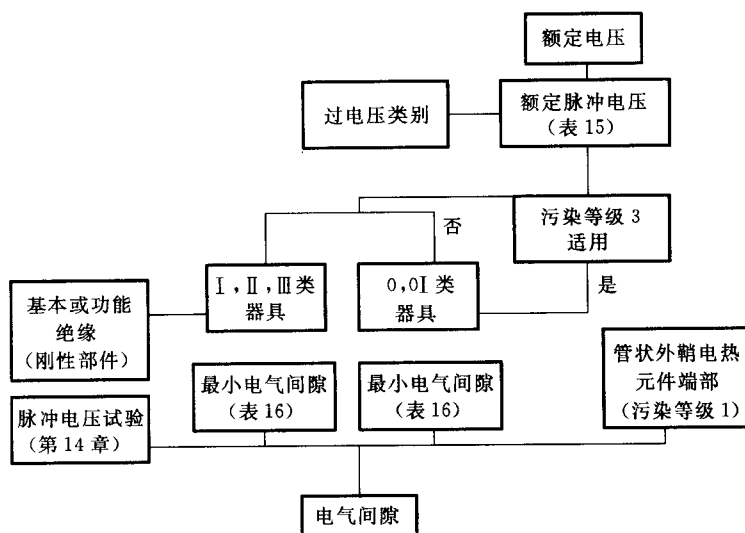 额定电压
过电压类别
额定脉冲电压
(表 15)
污染等级 3
适用
否
是
Ⅰ,Ⅱ,Ⅲ类
器具
0,0Ⅰ类
器具
基本或功能
绝缘
(刚性部件)
最小电气间隙
(表 16)
最小电气间隙
(表 16)
管状外鞘电热
元件端部
(污染等级 1)
脉冲电压试验
(第 14 章)
电气间隙